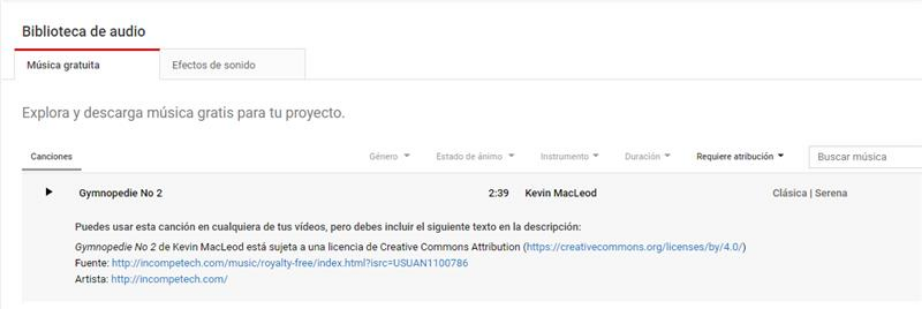 Biblioteca de audio
Música gratuita Efectos de sonido
Explora y descarga música gratis para tu proyecto.
Canciones Género Estado de ánimo Instrumento Duración Requiere atribución Buscar música
Gymnopedie No 2 2:39 Kevin MacLeod Clásica | Serena
Puedes usar esta canción en cualquiera de tus vídeos, pero debes incluir el siguiente texto en la descripción:
Gymnopedie No 2 de Kevin MacLeod está sujeta a una licencia de Creative Commons Attribution (https://creativecommons.org/licenses/by/4.0/)
Fuente: http://incompetech.com/music/royalty-free/index.html?isrc=USUAN1100786
Artista: http://incompetech.com/